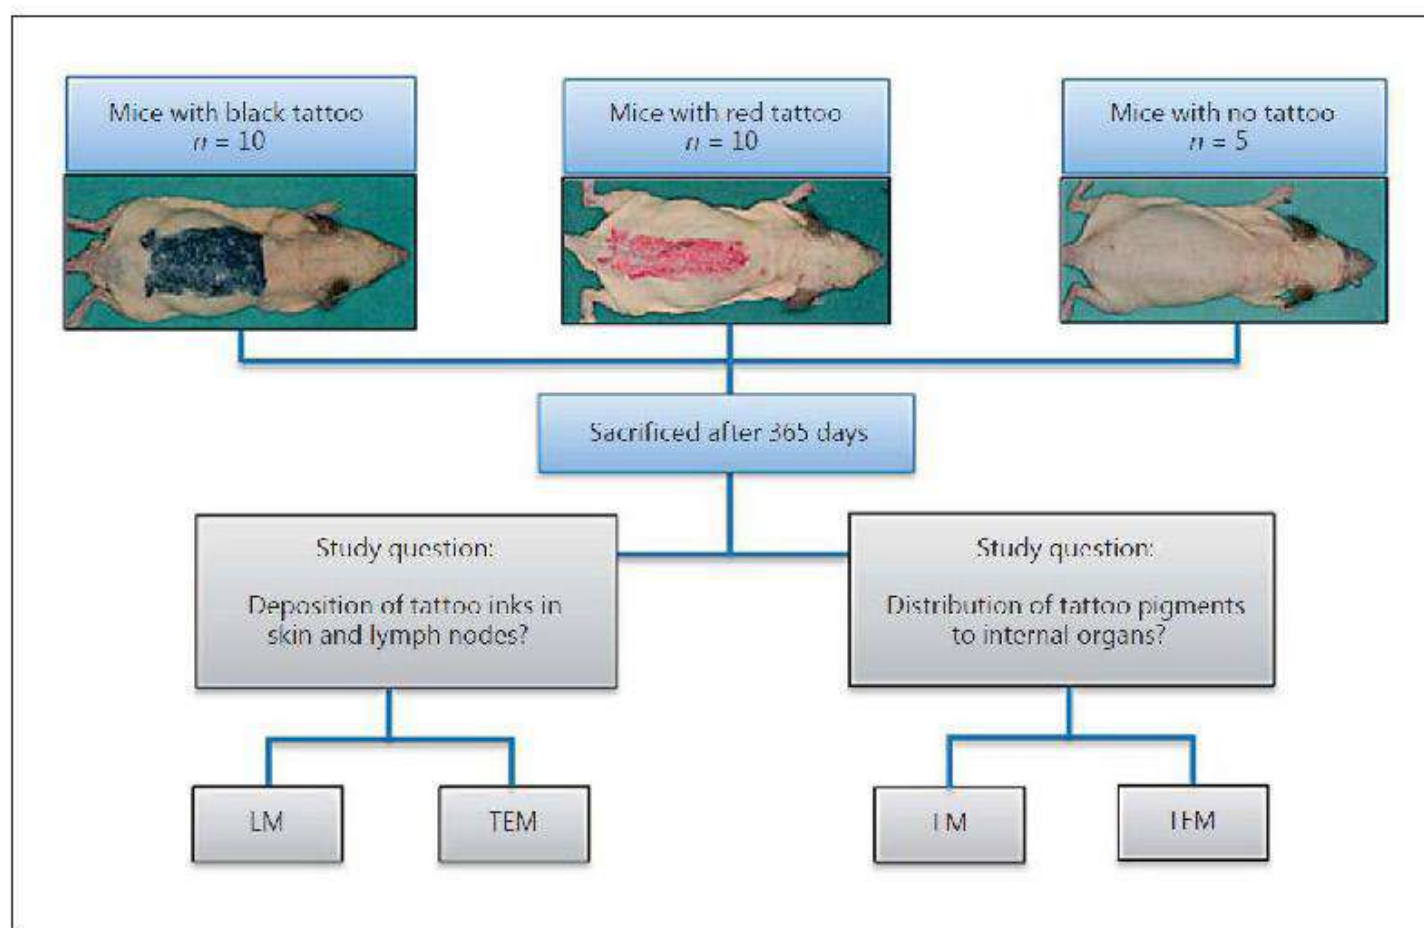 Mice with black tattoo
n = 10
Mice with red tattoo
n = 10
Mice with no tattoo
n = 5
Sacrificed after 365 days
Study question:
Deposition of tattoo inks in
skin and lymph nodes?
Study question:
Distribution of tattoo pigments
to internal organs?
LM
TEM
LM
TEM